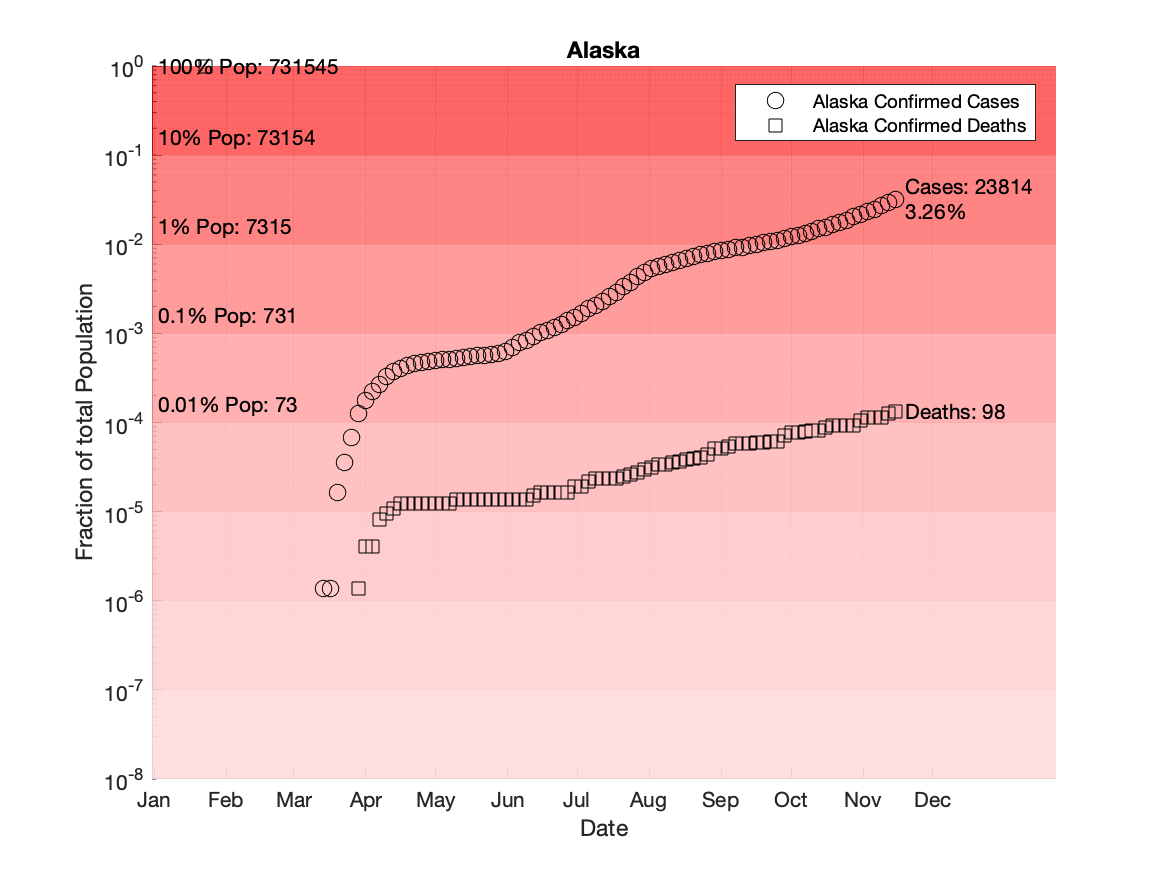 Alaska
10^0
100% Pop: 731545
Alaska Confirmed Cases
Alaska Confirmed Deaths
10% Pop: 73154
10^-1
Cases: 23814
3.26%
1% Pop: 7315
10^-2
0.1% Pop: 731
10^-3
0.01% Pop: 73
Deaths: 98
10^-4
10^-5
10^-6
10^-7
10^-8
Fraction of total Population
Jan Feb Mar Apr May Jun Jul Aug Sep Oct Nov Dec
Date